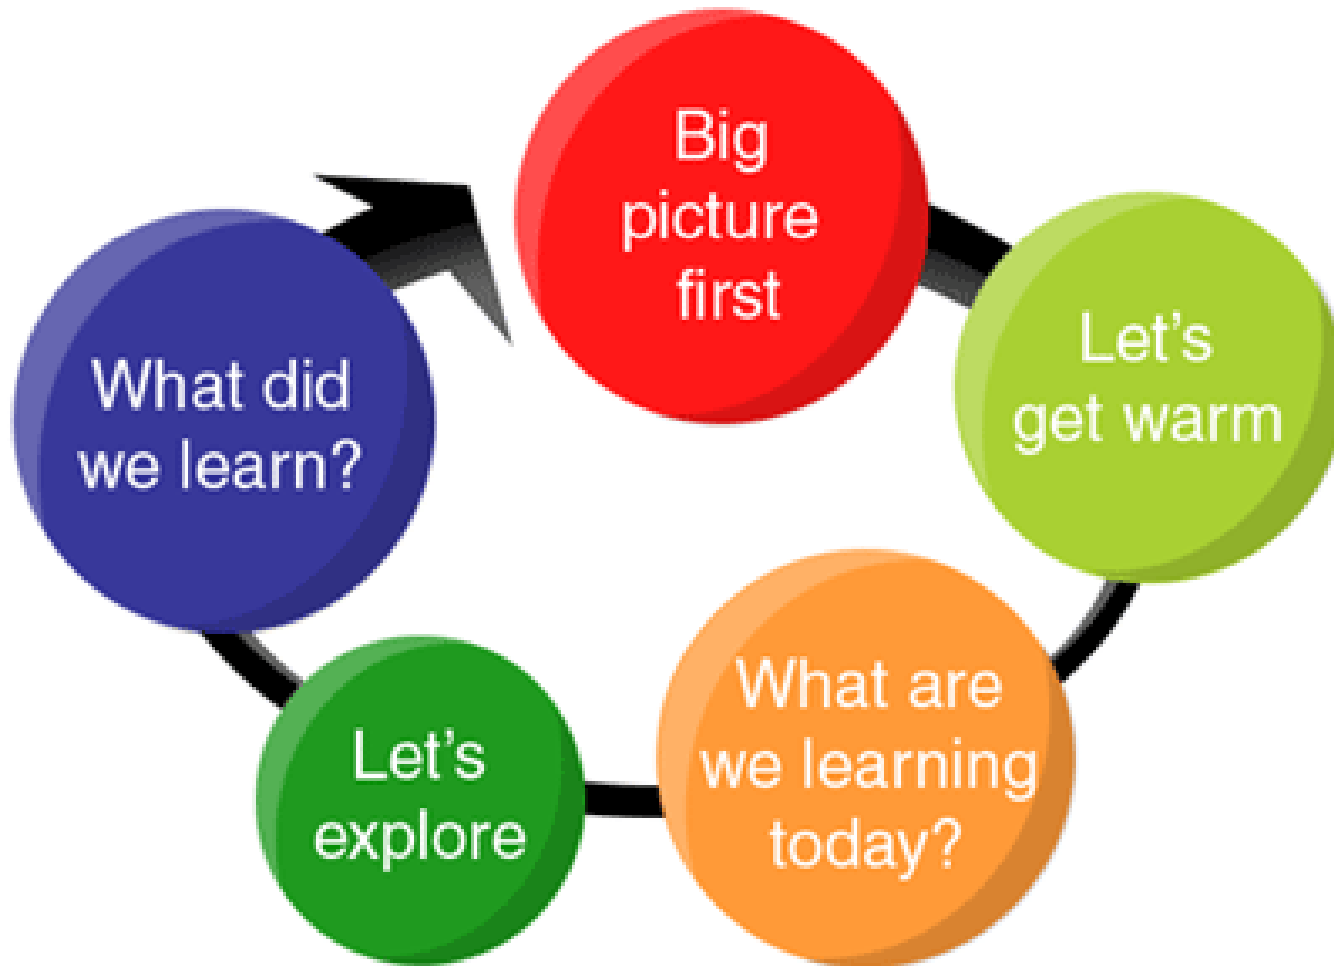 Big
picture
first
Let's
get warm
What are
we learning
today?
Let's
explore
What did
we learn?